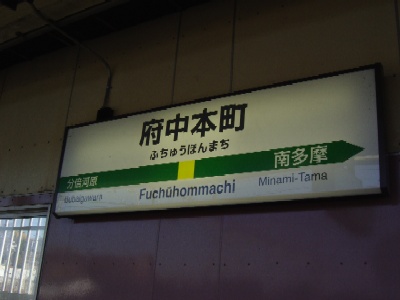 府中本町
ふちゅうほんまち
分倍河原
南多摩
Bubaigawara
Fuchūhommachi
Minami-Tama